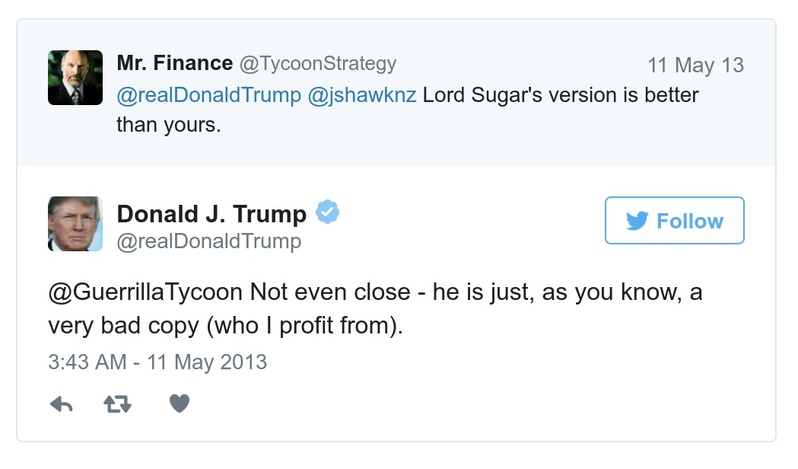 Mr. Finance @TycoonStrategy 11 May 13
@realDonaldTrump @jshawknz Lord Sugar's version is better
than yours.
Donald J. Trump
@realDonaldTrump
Follow
@GuerrillaTycoon Not even close - he is just, as you know, a
very bad copy (who I profit from).
3:43 AM - 11 May 2013